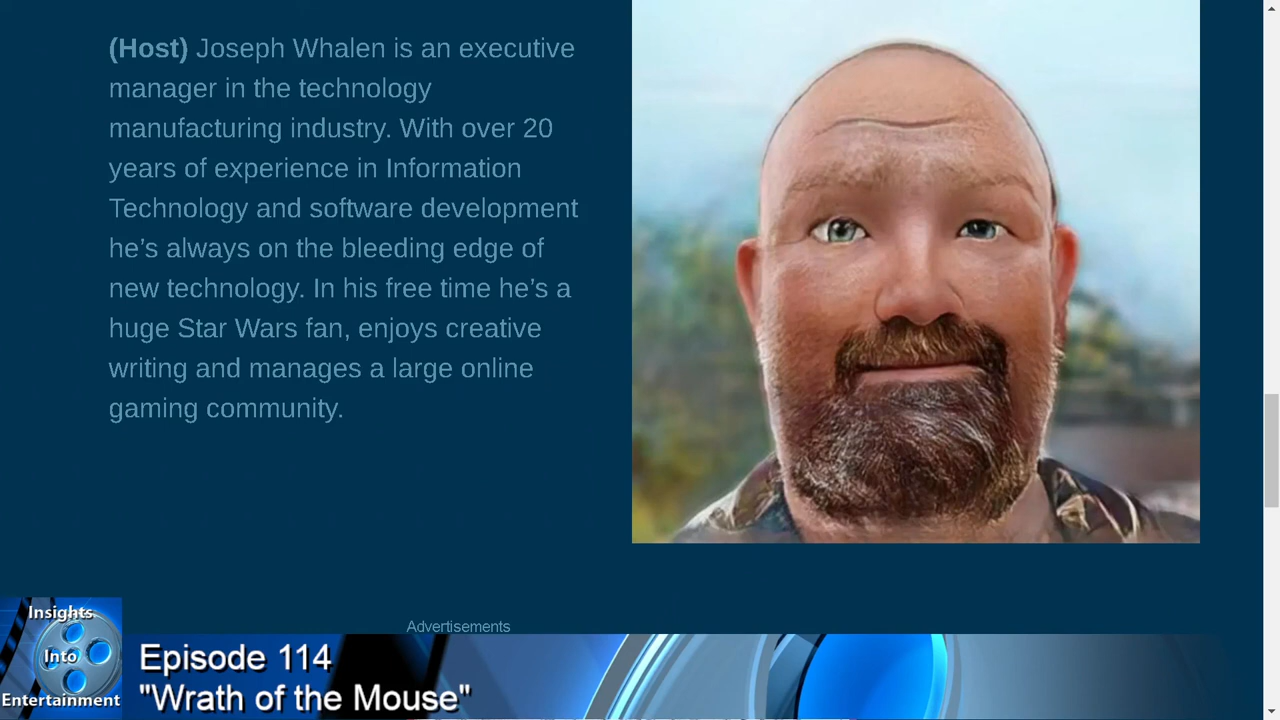 (Host) Joseph Whalen is an executive
manager in the technology
manufacturing industry. With over 20
years of experience in Information
Technology and software development
he’s always on the bleeding edge of
new technology. In his free time he’s a
huge Star Wars fan, enjoys creative
writing and manages a large online
gaming community.
Advertisements
Insights
Into
Entertainment
Episode 114
"Wrath of the Mouse"